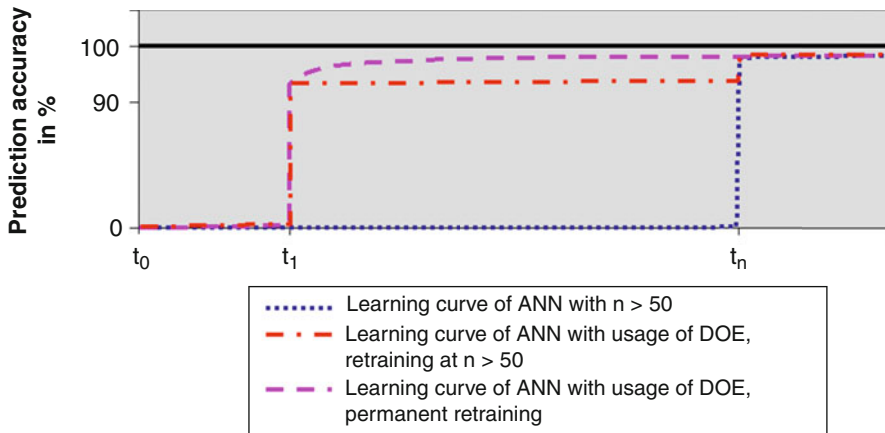 Prediction accuracy
in %
100
90
0
t0
t1
tn
Learning curve of ANN with n > 50
Learning curve of ANN with usage of DOE,
retraining at n > 50
Learning curve of ANN with usage of DOE,
permanent retraining